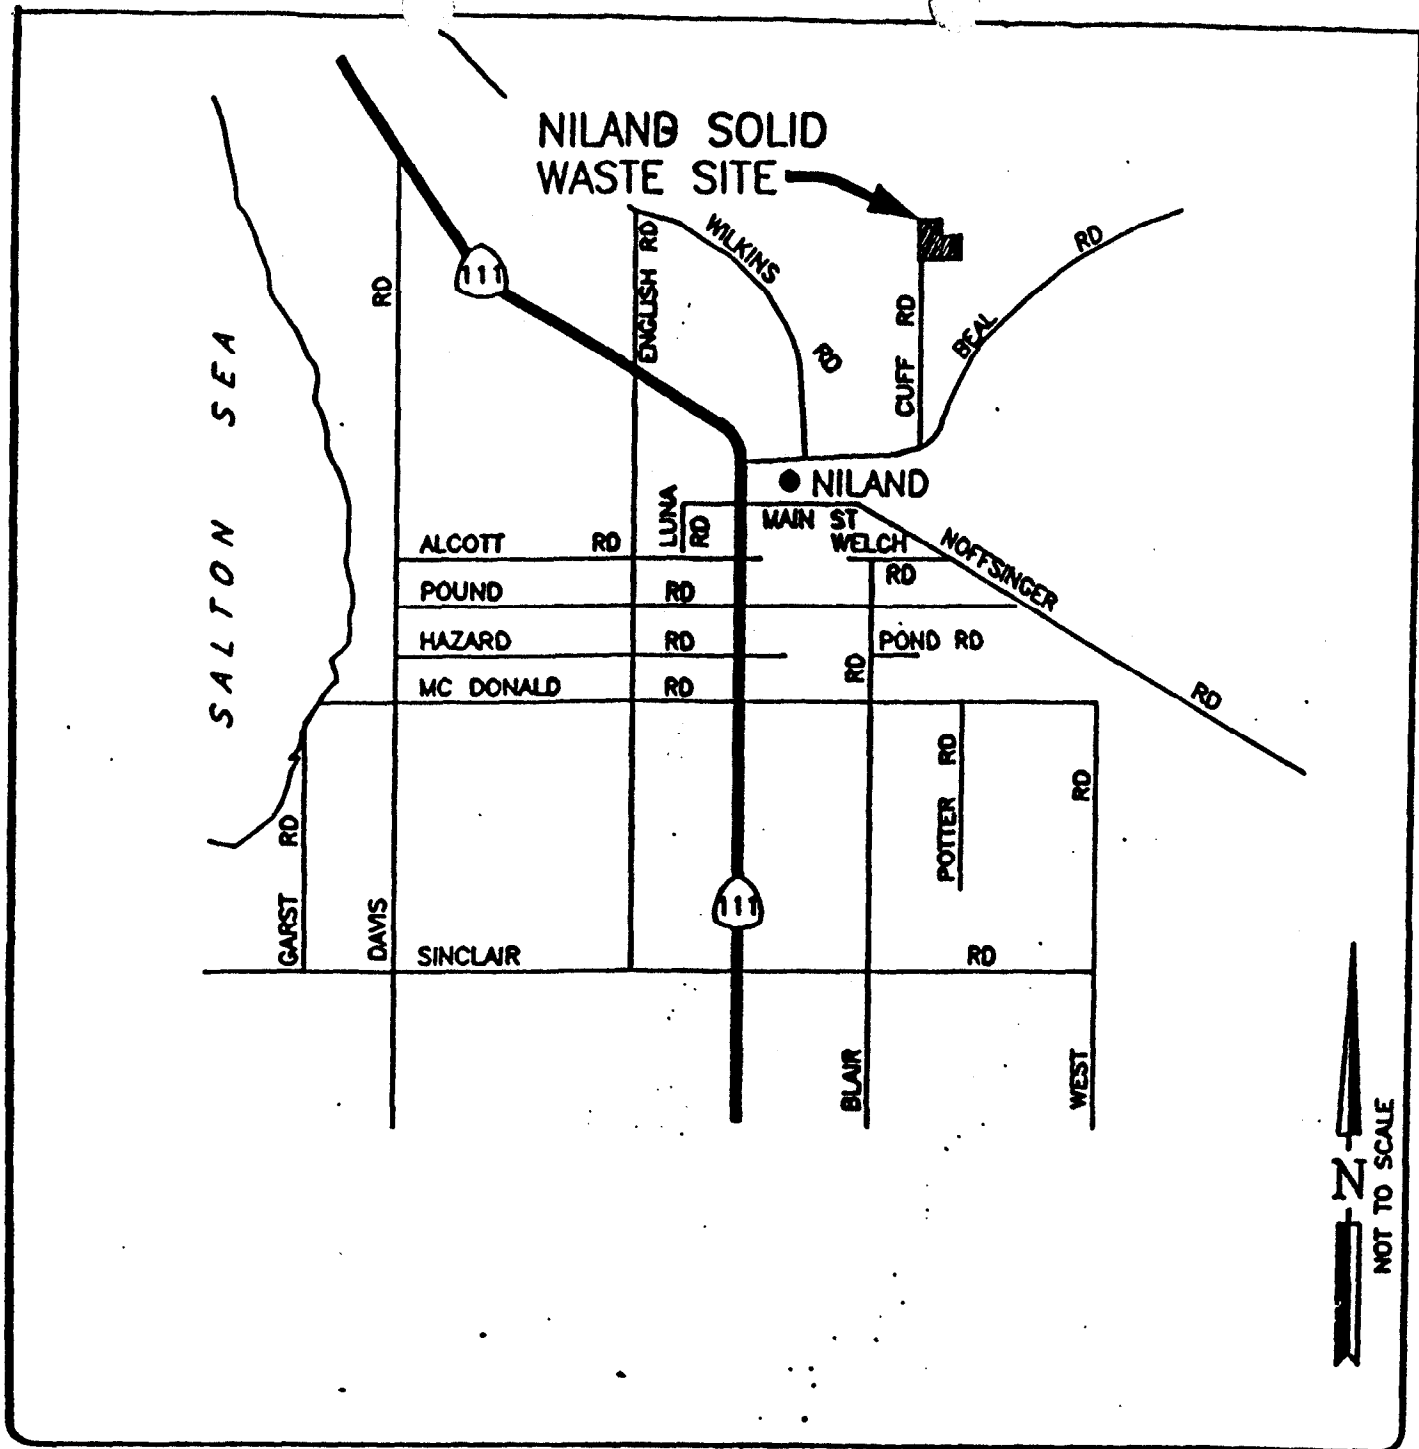 NILAND SOLID
WASTE SITE
111
RD
ENGLISH RD
WILKINS
RD
CUFF RD
BEAL
RD
SALTON SEA
NILAND
LUNA
RD
MAIN ST
WELCH
RD
NOFFSINGER
RD
ALCOTT RD
POUND RD
HAZARD RD
POND RD
MC DONALD RD
RD
POTTER RD
RD
GARST RD
DAVIS
111
SINCLAIR RD
BLAIR
WEST
N
NOT TO SCALE